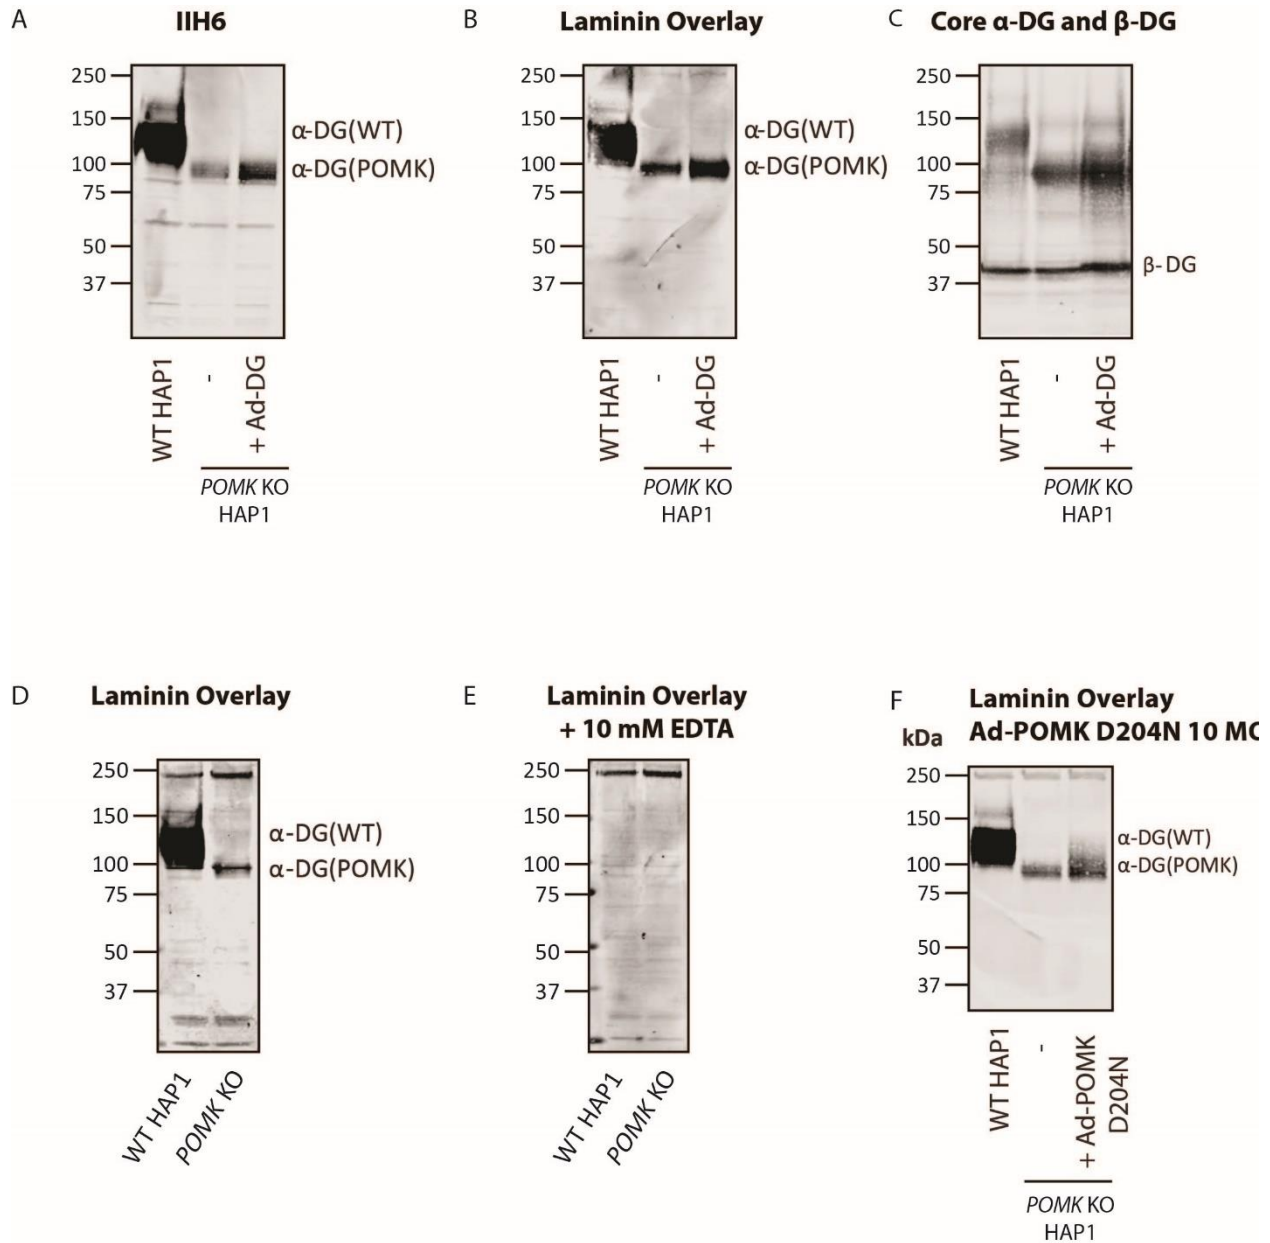 A
IIH6
250
150
100
75
50
37
α-DG(WT)
α-DG(POMK)
WT HAP1
-
+ Ad-DG
POMK KO
HAP1
B
Laminin Overlay
250
150
100
75
50
37
α-DG(WT)
α-DG(POMK)
WT HAP1
-
+ Ad-DG
POMK KO
HAP1
C
Core α-DG and β-DG
250
150
100
75
50
37
β-DG
WT HAP1
-
+ Ad-DG
POMK KO
HAP1
D
Laminin Overlay
250
150
100
75
50
37
α-DG(WT)
α-DG(POMK)
WT HAP1
POMK KO
E
Laminin Overlay
+ 10 mM EDTA
250
150
100
75
50
37
WT HAP1
POMK KO
F
Laminin Overlay
Ad-POMK D204N 10
kDa
250
150
100
75
50
37
α-DG(WT)
α-DG(POMK)
WT HAP1
-
+ Ad-POMK
D204N
POMK KO
HAP1